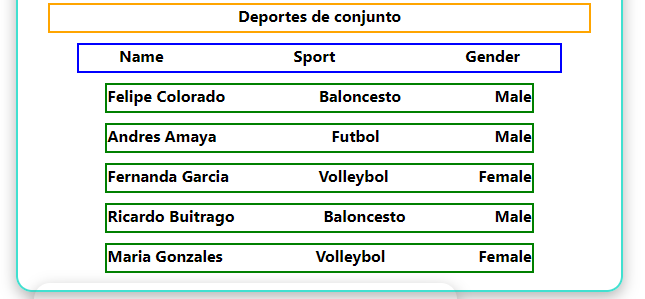 Deportes de conjunto
Name Sport Gender
Felipe Colorado Baloncesto Male
Andres Amaya Futbol Male
Fernanda Garcia Volleybol Female
Ricardo Buitrago Baloncesto Male
Maria Gonzales Volleybol Female